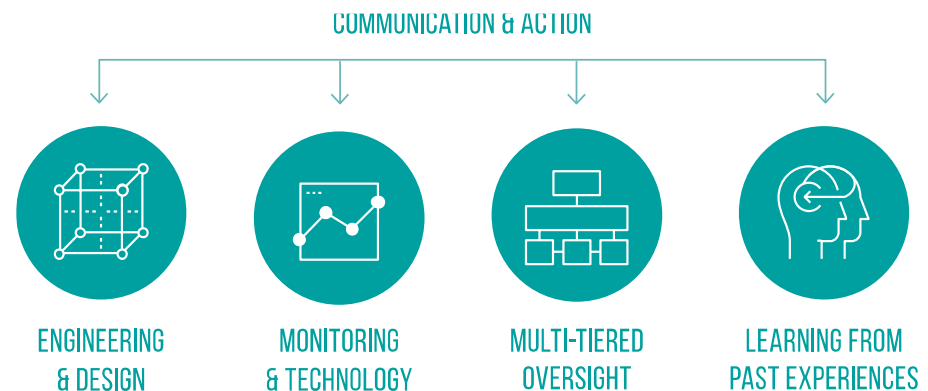 COMMUNICATION & ACTION
ENGINEERING
& DESIGN
MONITORING
& TECHNOLOGY
MULTI-TIERED
OVERSIGHT
LEARNING FROM
PAST EXPERIENCES